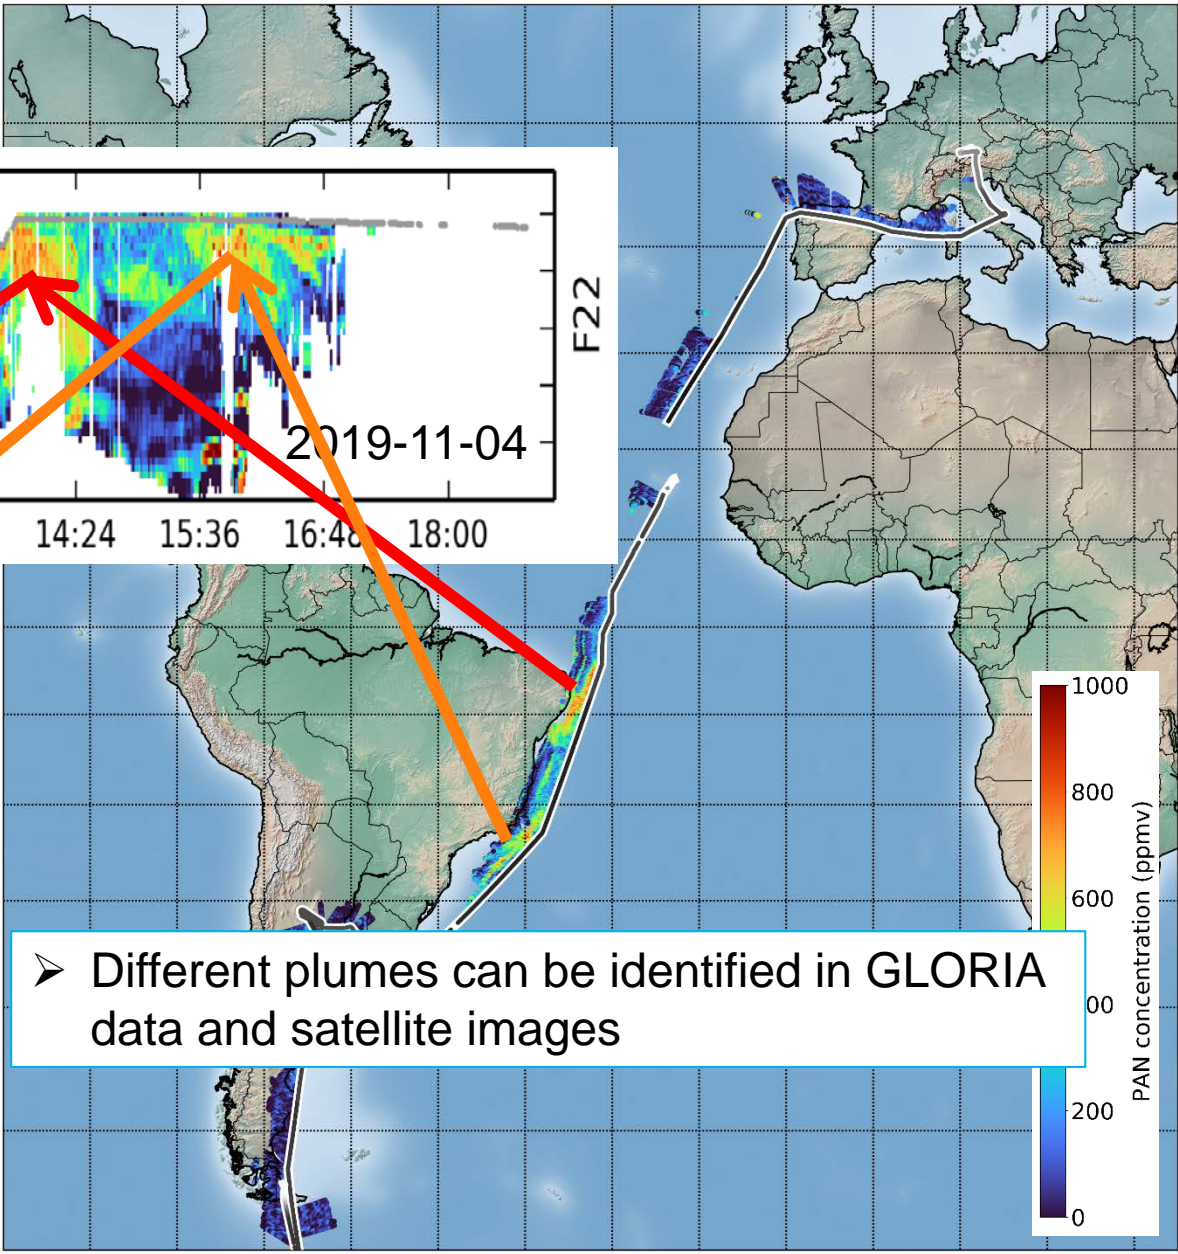 F22
2019-11-04
14:24 15:36 16:48 18:00
1000
800
600
00
200
0
PAN concentration (ppmv)
➢ Different plumes can be identified in GLORIA
data and satellite images